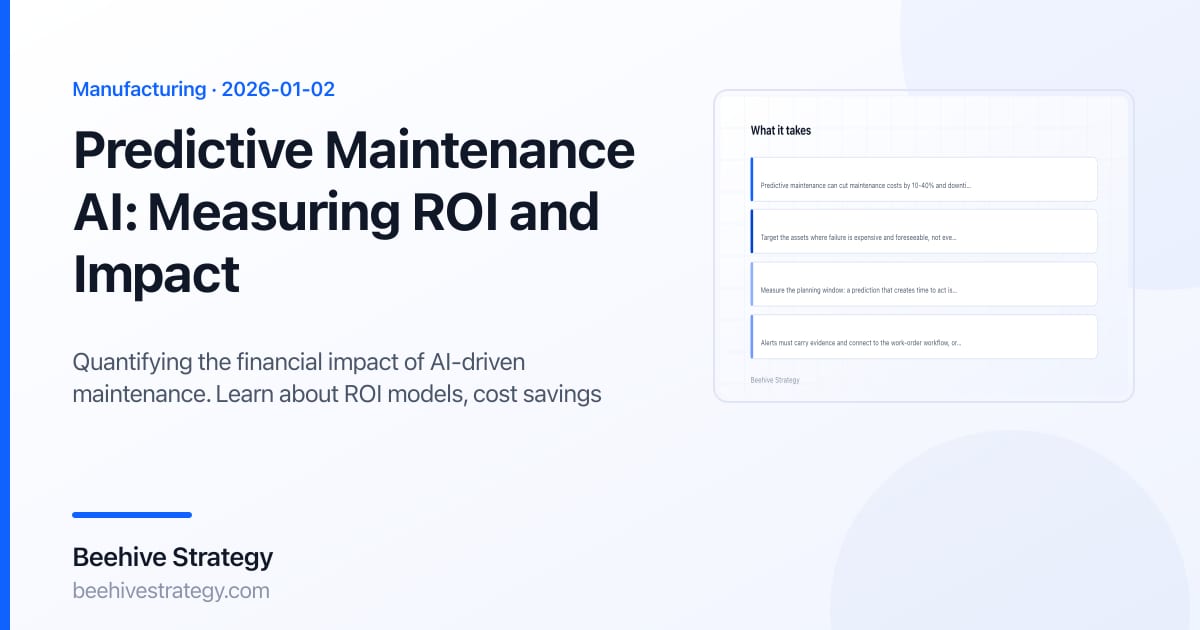 Manufacturing · 2026-01-02
Predictive Maintenance
AI: Measuring ROI and
Impact
Quantifying the financial impact of AI-driven
maintenance. Learn about ROI models, cost savings
Beehive Strategy
beehivestrategy.com
What it takes
Predictive maintenance can cut maintenance costs by 10-40% and downti...
Target the assets where failure is expensive and foreseeable, not eve...
Measure the planning window: a prediction that creates time to act is...
Alerts must carry evidence and connect to the work-order workflow, or...
Beehive Strategy